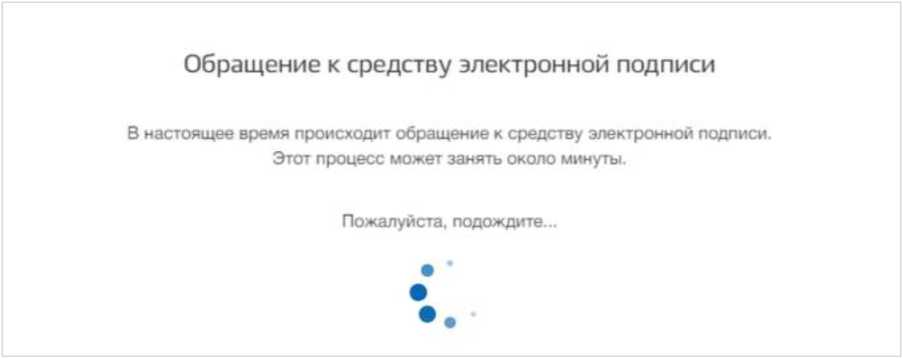 Обращение к средству электронной подписи
В настоящее время происходит обращение к средству электронной подписи.
Этот процесс может занять около минуты.
Пожалуйста, подождите...